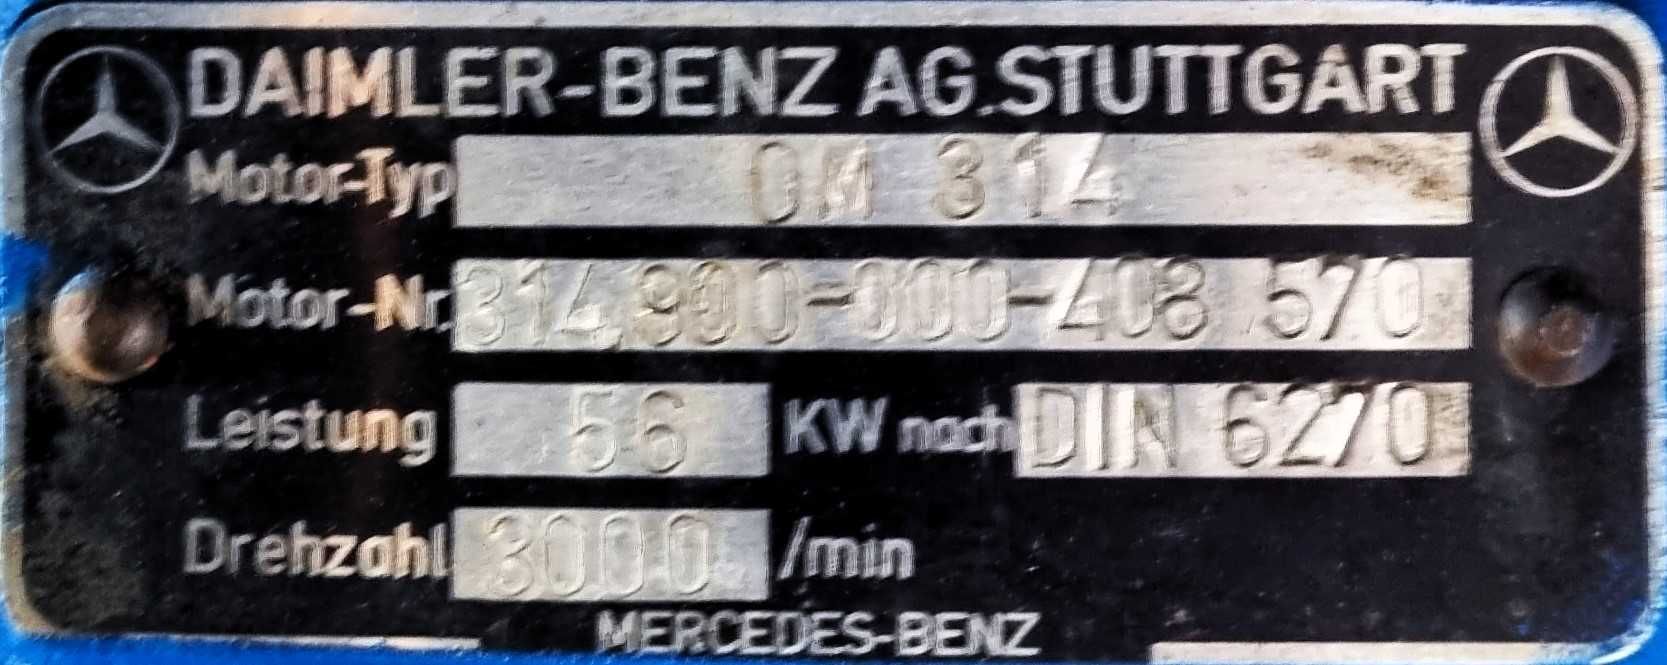 DAIMLER-BENZ AG. STUTTGART
Motor-Typ OM 314
Motor-Nr. 314.990-000-408 570
Leistung 56 KW nach DIN 6270
Drehzahl 3000 /min
MERCEDES-BENZ